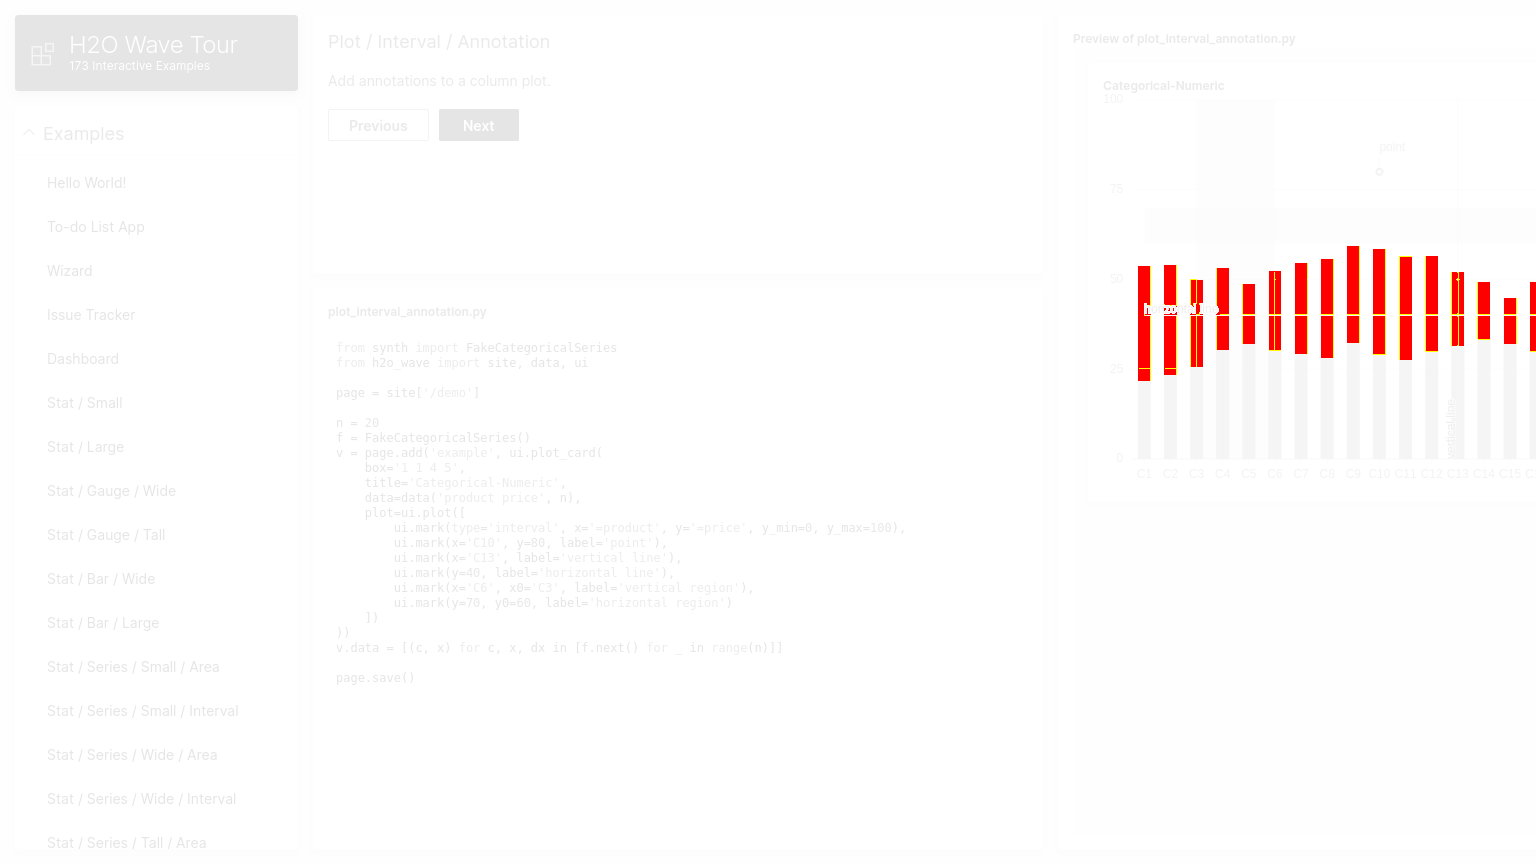 H2O Wave Tour
173 Interactive Examples
Examples
Hello World!
To-do List App
Wizard
Issue Tracker
Dashboard
Stat / Small
Stat / Large
Stat / Gauge / Wide
Stat / Gauge / Tall
Stat / Bar / Wide
Stat / Bar / Large
Stat / Series / Small / Area
Stat / Series / Small / Interval
Stat / Series / Wide / Area
Stat / Series / Wide / Interval
Stat / Series / Tall / Area
Plot / Interval / Annotation
Add annotations to a column plot.
Previous
Next
plot_interval_annotation.py
from synth import FakeCategoricalSeries
from h2o_wave import site, data, ui
page = site['/demo']
n = 20
f = FakeCategoricalSeries()
v = page.add('example', ui.plot_card(
    box='1 1 4 5',
    title='Categorical-Numeric',
    data=data('product price', n),
    plot=ui.plot([
        ui.mark(type='interval', x='=product', y='=price', y_min=0, y_max=100),
        ui.mark(x='C10', y=80, label='point'),
        ui.mark(x='C13', label='vertical line'),
        ui.mark(y=40, label='horizontal line'),
        ui.mark(x='C6', x0='C3', label='vertical region'),
        ui.mark(y=70, y0=60, label='horizontal region')
    ])
))
v.data = [(c, x) for c, x, dx in [f.next() for _ in range(n)]]
page.save()
Preview of plot_interval_annotation.py
Categorical-Numeric
100
75
50
25
0
point
horizontal line
vertical line
C1 C2 C3 C4 C5 C6 C7 C8 C9 C10 C11 C12 C13 C14 C15